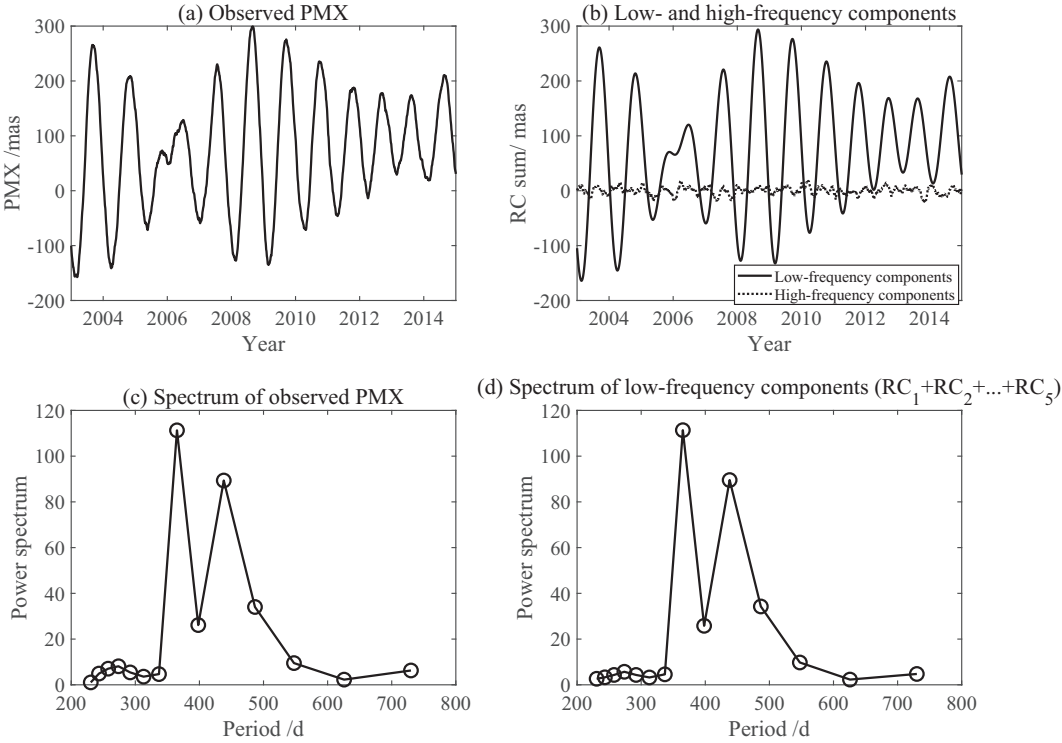 (a) Observed PMX
300
200
100
0
-100
-200
PMX /mas
2004 2006 2008 2010 2012 2014
Year
(b) Low- and high-frequency components
300
200
100
0
-100
-200
RC sum/ mas
Low-frequency components
High-frequency components
2004 2006 2008 2010 2012 2014
Year
(c) Spectrum of observed PMX
120
100
80
60
40
20
0
Power spectrum
200 300 400 500 600 700 800
Period /d
(d) Spectrum of low-frequency components (RC1+RC2+...+RC5)
120
100
80
60
40
20
0
Power spectrum
200 300 400 500 600 700 800
Period /d